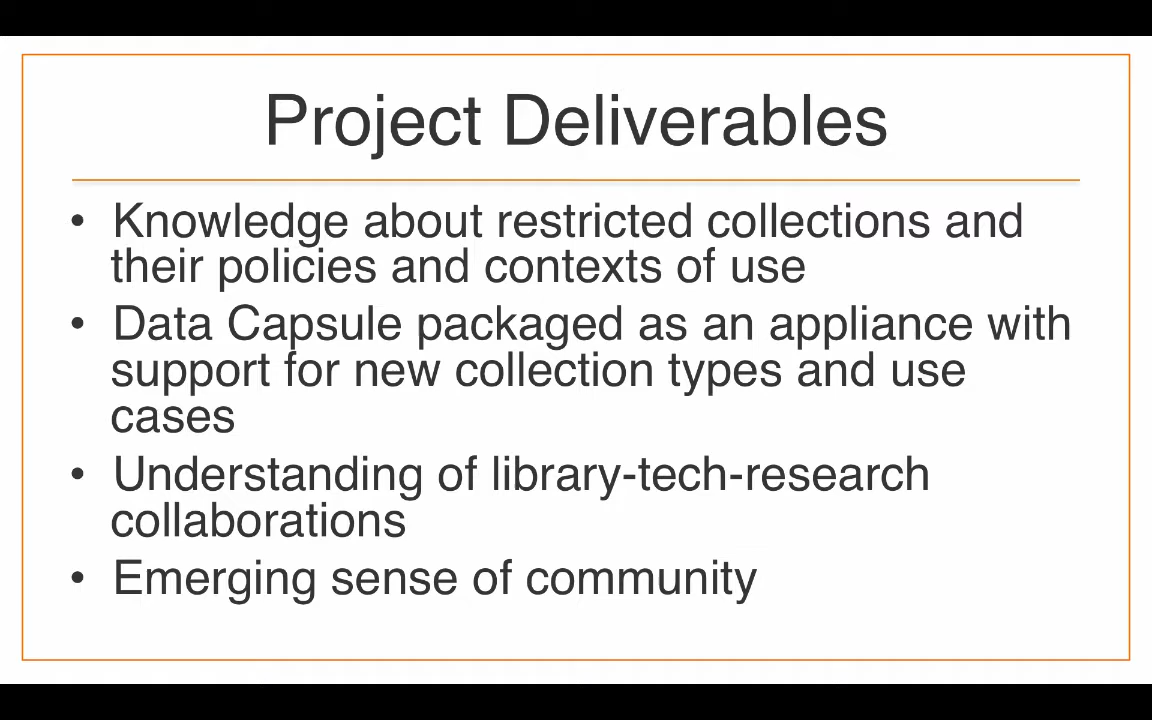 Project Deliverables
• Knowledge about restricted collections and
their policies and contexts of use
• Data Capsule packaged as an appliance with
support for new collection types and use
cases
• Understanding of library-tech-research
collaborations
• Emerging sense of community